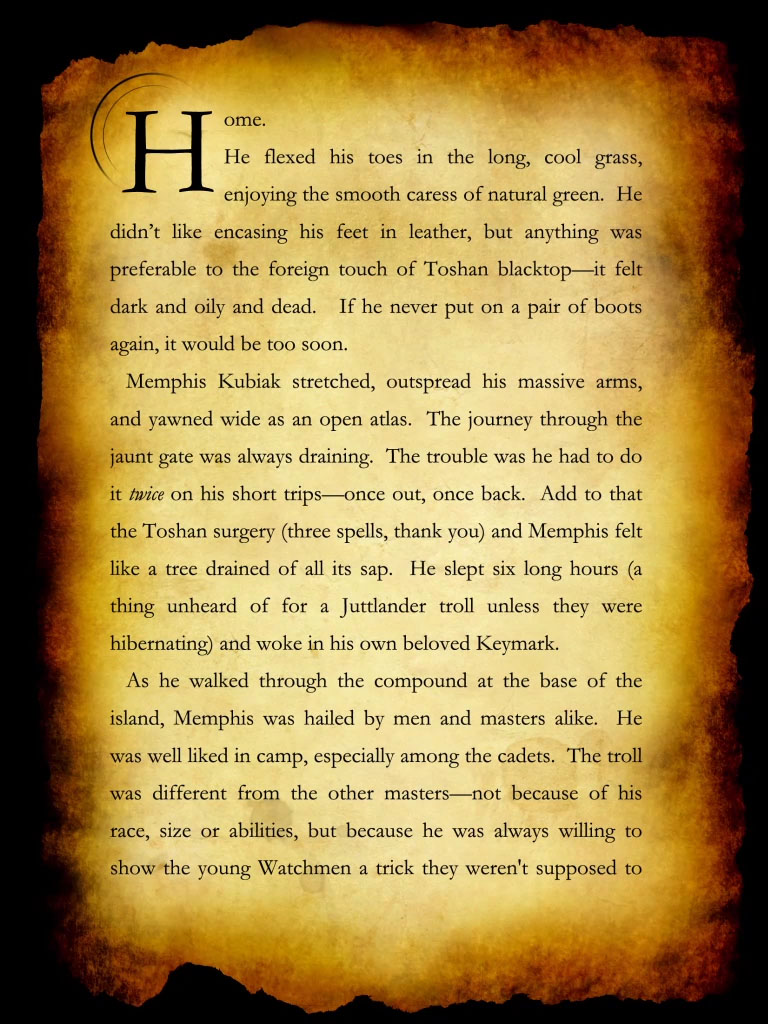 Home.
He flexed his toes in the long, cool grass,
enjoying the smooth caress of natural green.  He
didn’t like encasing his feet in leather, but anything was
preferable to the foreign touch of Toshan blacktop—it felt
dark and oily and dead.   If he never put on a pair of boots
again, it would be too soon.
Memphis Kubiak stretched, outspread his massive arms,
and yawned wide as an open atlas.  The journey through the
jaunt gate was always draining.  The trouble was he had to do
it twice on his short trips—once out, once back.  Add to that
the Toshan surgery (three spells, thank you) and Memphis felt
like a tree drained of all its sap.  He slept six long hours (a
thing unheard of for a Juttlander troll unless they were
hibernating) and woke in his own beloved Keymark.
As he walked through the compound at the base of the
island, Memphis was hailed by men and masters alike.  He
was well liked in camp, especially among the cadets.  The troll
was different from the other masters—not because of his
race, size or abilities, but because he was always willing to
show the young Watchmen a trick they weren't supposed to